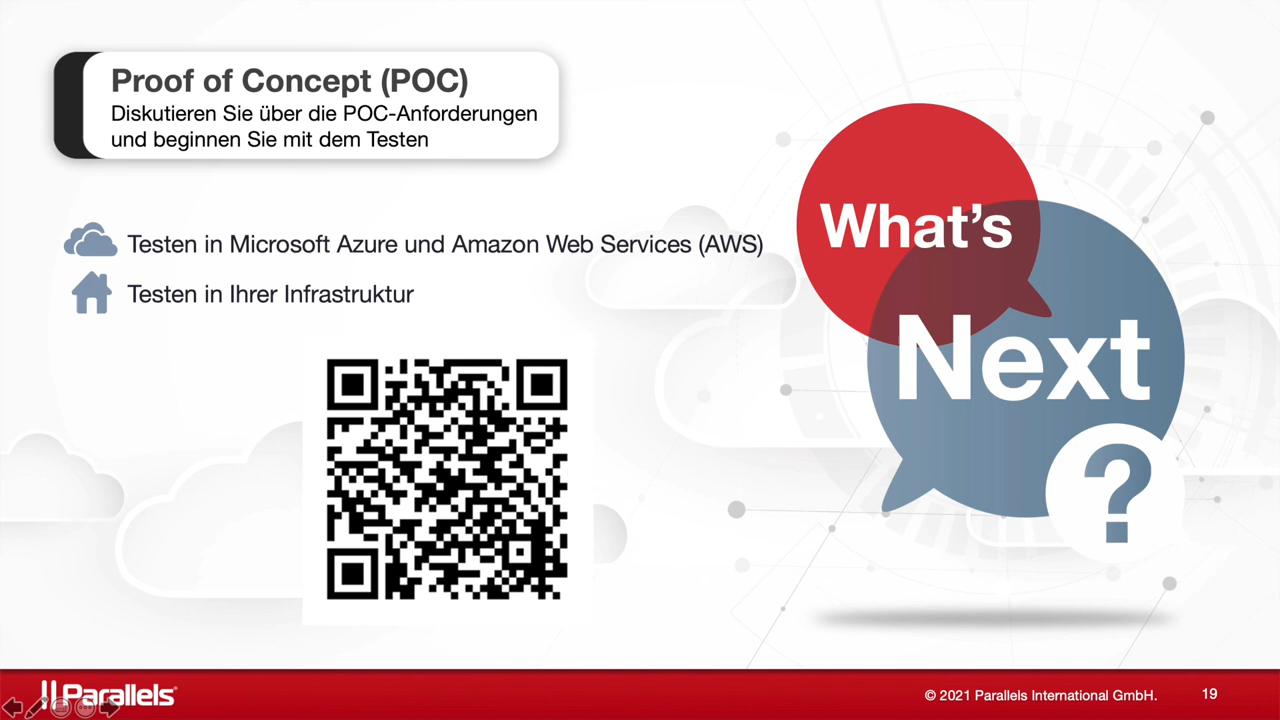 Proof of Concept (POC)
Diskutieren Sie über die POC-Anforderungen
und beginnen Sie mit dem Testen
Testen in Microsoft Azure und Amazon Web Services (AWS)
Testen in Ihrer Infrastruktur
What's
Next
?
Parallels®
© 2021 Parallels International GmbH.
19